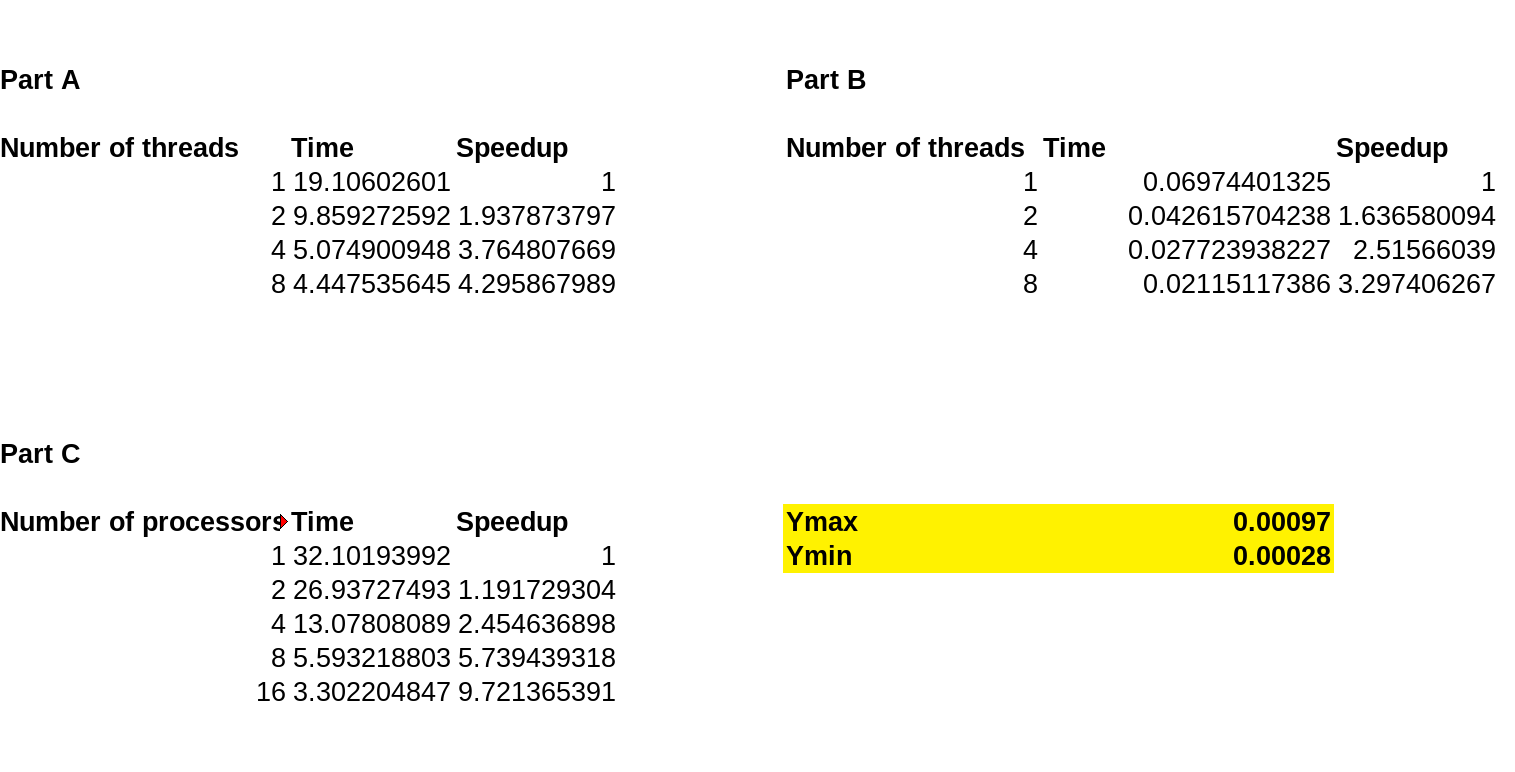 Part A
Number of threads Time Speedup
1 19.10602601 1
2 9.859272592 1.937873797
4 5.074900948 3.764807669
8 4.447535645 4.295867989
Part B
Number of threads Time Speedup
1 0.06974401325 1
2 0.042615704238 1.636580094
4 0.027723938227 2.51566039
8 0.02115117386 3.297406267
Part C
Number of processors Time Speedup
1 32.10193992 1
2 26.93727493 1.191729304
4 13.07808089 2.454636898
8 5.593218803 5.739439318
16 3.302204847 9.721365391
Ymax 0.00097
Ymin 0.00028